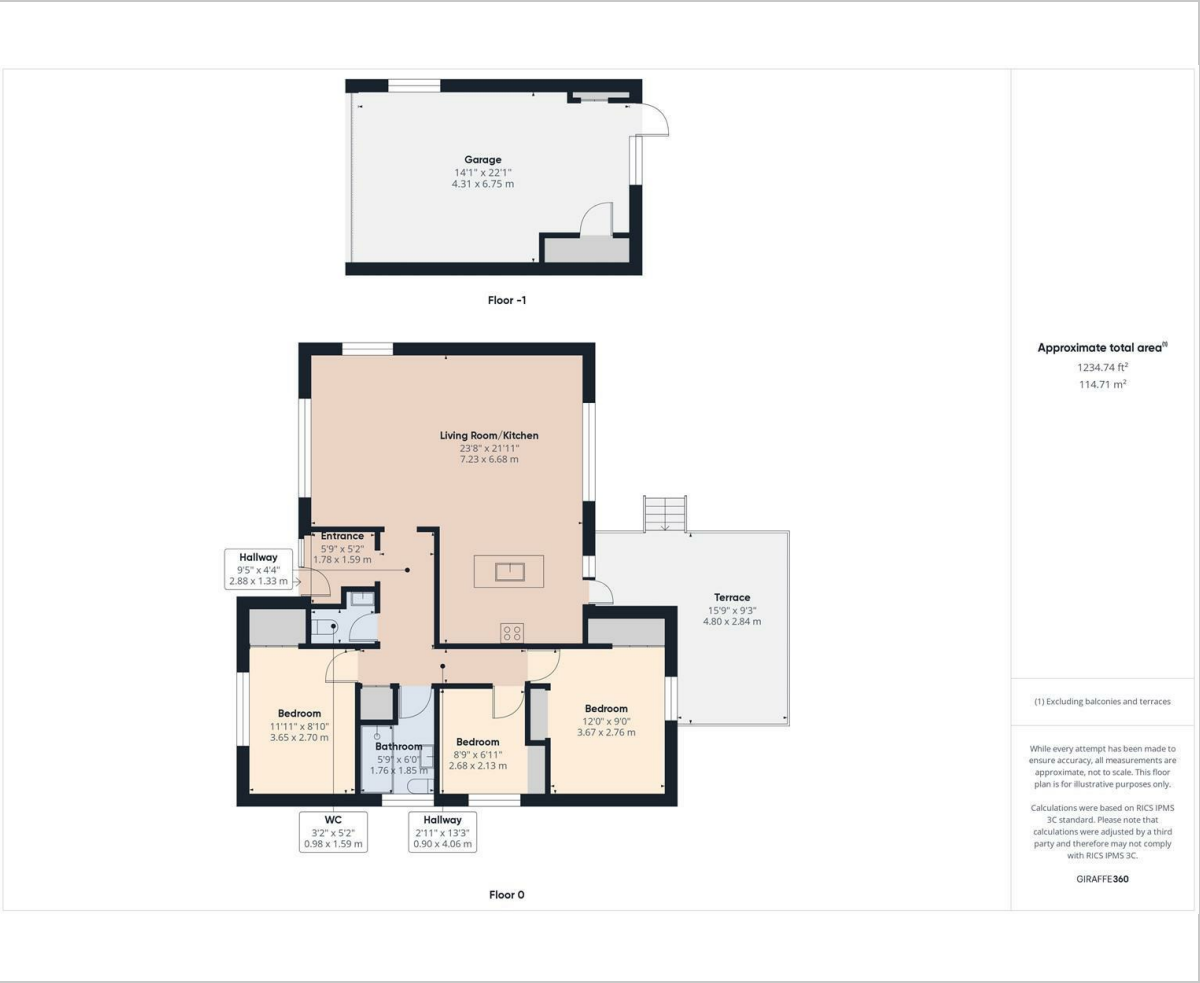 Garage
14'1" x 22'1"
4.31 x 6.75 m
Floor -1
Living Room/Kitchen
23'8" x 21'11"
7.23 x 6.68 m
Entrance
5'9" x 5'2"
1.78 x 1.59 m
Hallway
9'5" x 4'4"
2.88 x 1.33 m
Terrace
15'9" x 9'3"
4.80 x 2.84 m
Bedroom
11'11" x 8'10"
3.65 x 2.70 m
Bathroom
5'9" x 6'0"
1.76 x 1.85 m
Bedroom
8'9" x 6'11"
2.68 x 2.13 m
Bedroom
12'0" x 9'0"
3.67 x 2.76 m
WC
3'2" x 5'2"
0.98 x 1.59 m
Hallway
2'11" x 13'3"
0.90 x 4.06 m
Floor 0
Approximate total area(1)
1234.74 ft²
114.71 m²
(1) Excluding balconies and terraces
While every attempt has been made to
ensure accuracy, all measurements are
approximate, not to scale. This floor
plan is for illustrative purposes only.
Calculations were based on RICS IPMS
3C standard. Please note that
calculations were adjusted by a third
party and therefore may not comply
with RICS IPMS 3C.
GIRAFFE360